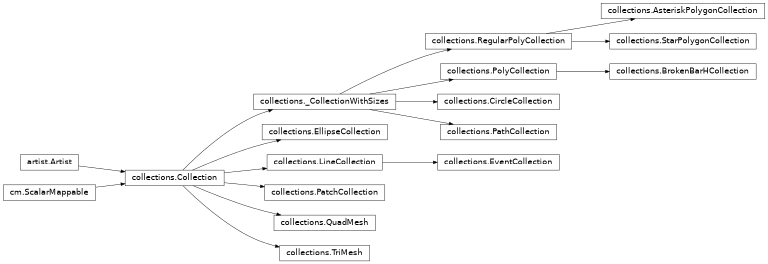 collections.AsteriskPolygonCollection
collections.RegularPolyCollection
collections.StarPolygonCollection
collections.PolyCollection
collections.BrokenBarHCollection
collections._CollectionWithSizes
collections.CircleCollection
collections.EllipseCollection
collections.PathCollection
artist.Artist
collections.LineCollection
collections.EventCollection
collections.Collection
cm.ScalarMappable
collections.PatchCollection
collections.QuadMesh
collections.TriMesh